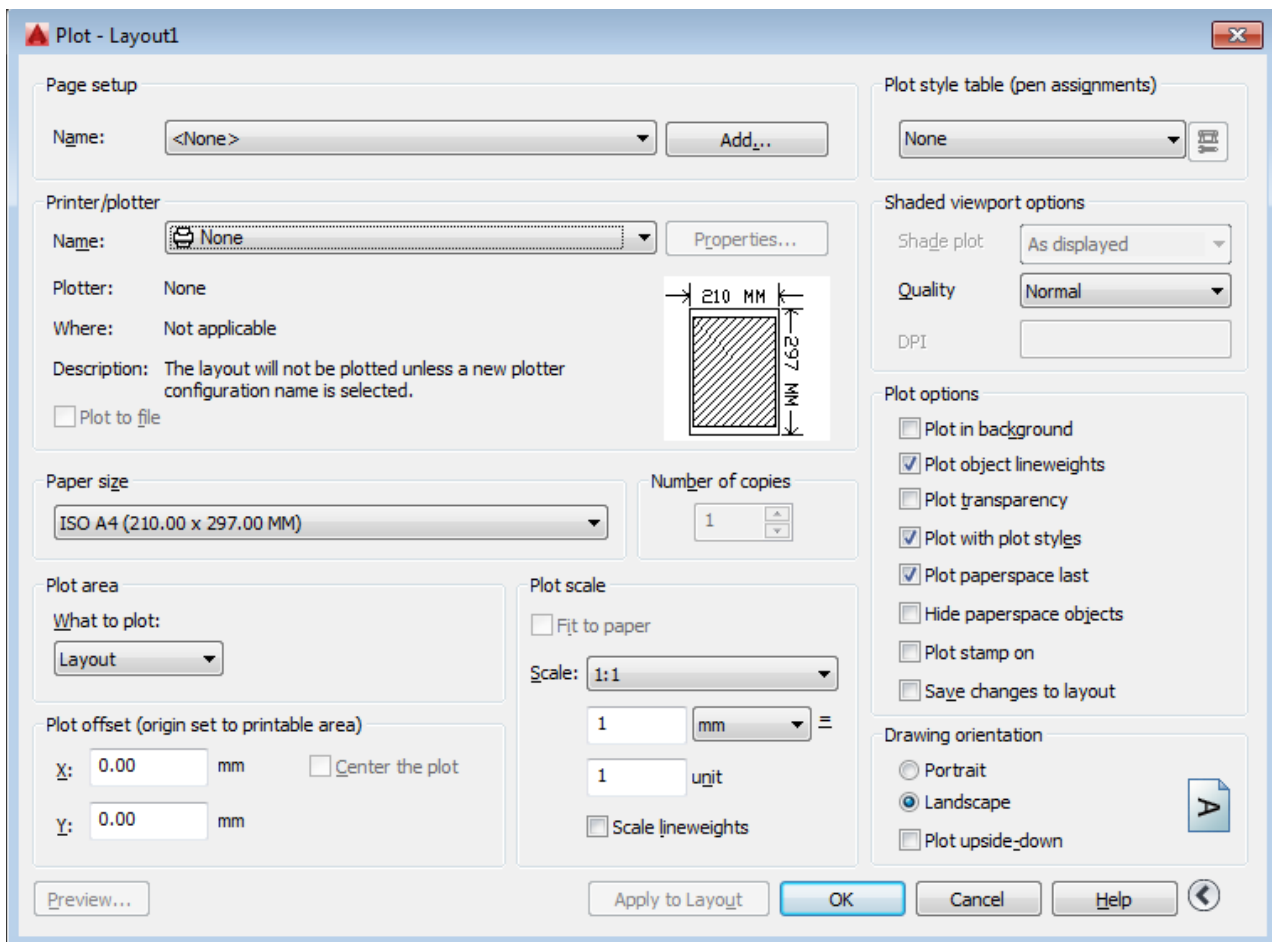 Plot - Layout1
Page setup
Name:
<None>
Add...
Plot style table (pen assignments)
None
Printer/plotter
Name:
None
Properties...
Plotter:
None
Where:
Not applicable
Description:
The layout will not be plotted unless a new plotter
configuration name is selected.
Plot to file
210 MM
297 MM
Shaded viewport options
Shade plot
As displayed
Quality
Normal
DPI
Paper size
ISO A4 (210.00 x 297.00 MM)
Number of copies
1
Plot options
Plot in background
Plot object lineweights
Plot transparency
Plot with plot styles
Plot paperspace last
Hide paperspace objects
Plot stamp on
Save changes to layout
Plot area
What to plot:
Layout
Plot scale
Fit to paper
Scale:
1:1
1
mm
=
1
unit
Scale lineweights
Plot offset (origin set to printable area)
X:
0.00
mm
Center the plot
Y:
0.00
mm
Drawing orientation
Portrait
Landscape
Plot upside-down
A
Preview...
Apply to Layout
OK
Cancel
Help